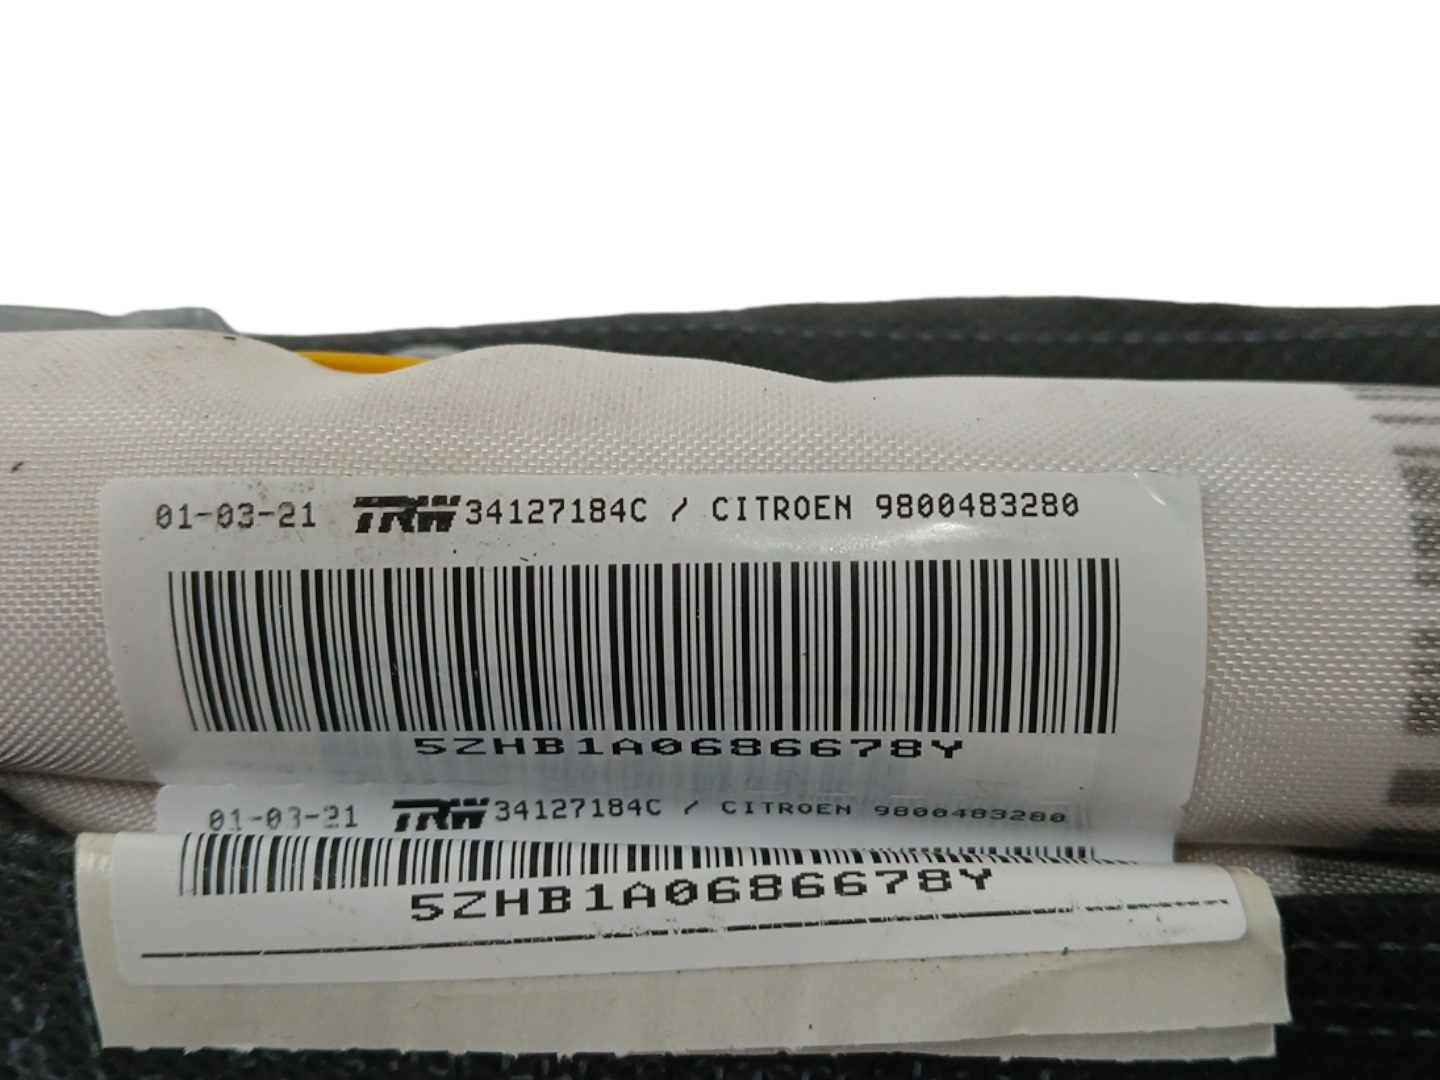 01-03-21 TRW 34127184C / CITROEN 9800483280
5ZHB1A0686678Y
01-03-21 TRW 34127184C / CITROEN 9800483280
5ZHB1A0686678Y